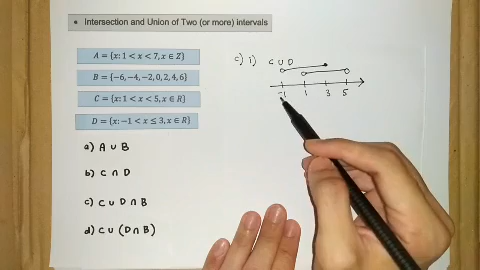 • Intersection and Union of Two (or more) intervals
A = {x: 1 < x < 7, x ∈ Z}
B = {−6, −4, −2, 0, 2, 4, 6}
C = {x: 1 < x < 5, x ∈ R}
D = {x: −1 < x ≤ 3, x ∈ R}
a) A ∪ B
b) C ∩ D
c) C ∪ D ∩ B
d) C ∪ (D ∩ B)
c) i) C ∪ D
-1 1 3 5